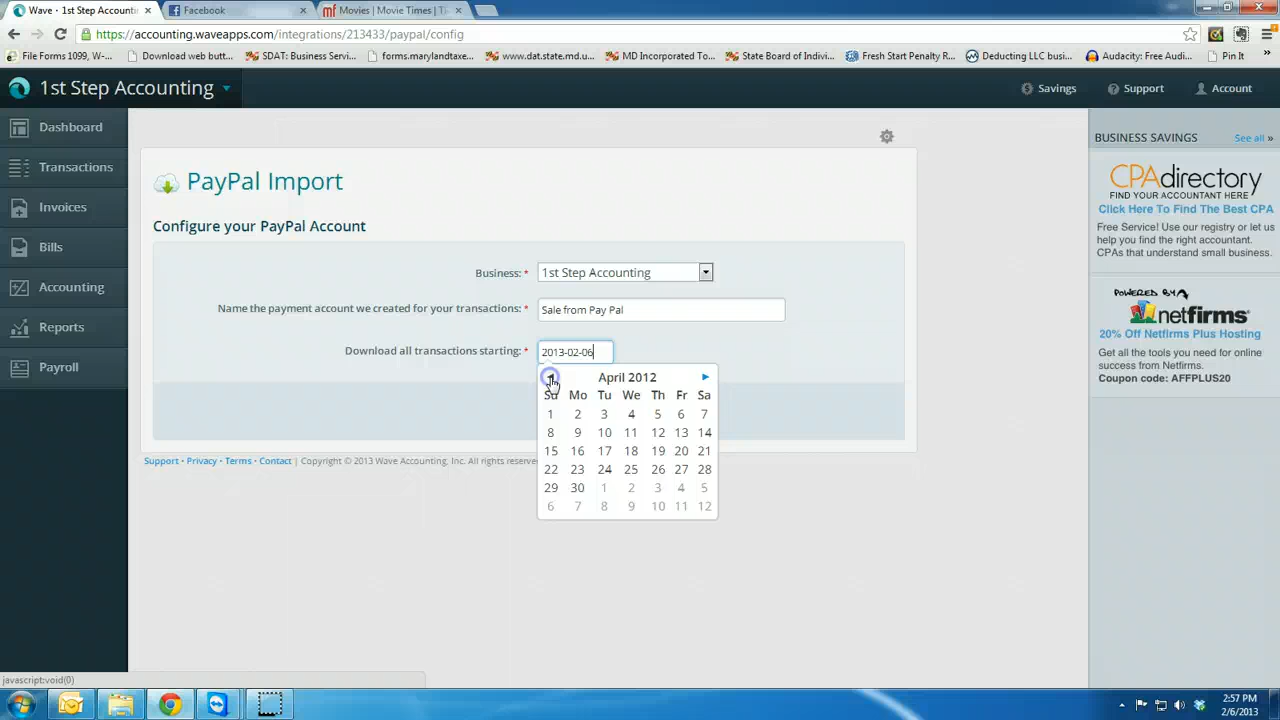 Wave - 1st Step Accounti
Facebook
Movies | Movie Times | Ti
https://accounting.waveapps.com/integrations/213433/paypal/config
File Forms 1099, W-...
Download web butt...
SDAT: Business Servi...
forms.marylandtaxe...
www.dat.state.md.u...
MD Incorporated To...
State Board of Indivi...
Fresh Start Penalty R...
Deducting LLC busi...
Audacity: Free Audi...
Pin It
1st Step Accounting
Savings
Support
Account
Dashboard
Transactions
Invoices
Bills
Accounting
Reports
Payroll
PayPal Import
Configure your PayPal Account
Business: *
1st Step Accounting
Name the payment account we created for your transactions: *
Sale from Pay Pal
Download all transactions starting: *
2013-02-06
April 2012
Su Mo Tu We Th Fr Sa
1 2 3 4 5 6 7
8 9 10 11 12 13 14
15 16 17 18 19 20 21
22 23 24 25 26 27 28
29 30 1 2 3 4 5
6 7 8 9 10 11 12
Support • Privacy • Terms • Contact | Copyright © 2013 Wave Accounting, Inc. All rights reserve
BUSINESS SAVINGS
See all »
CPAdirectory
FIND YOUR ACCOUNTANT HERE
Click Here To Find The Best CPA
Free Service! Use our registry or let us
help you find the right accountant.
CPAs that understand small business.
POWERED BY
netfirms®
20% Off Netfirms Plus Hosting
Get all the tools you need for online
success from Netfirms.
Coupon code: AFFPLUS20
javascript:void(0)
2:57 PM
2/6/2013